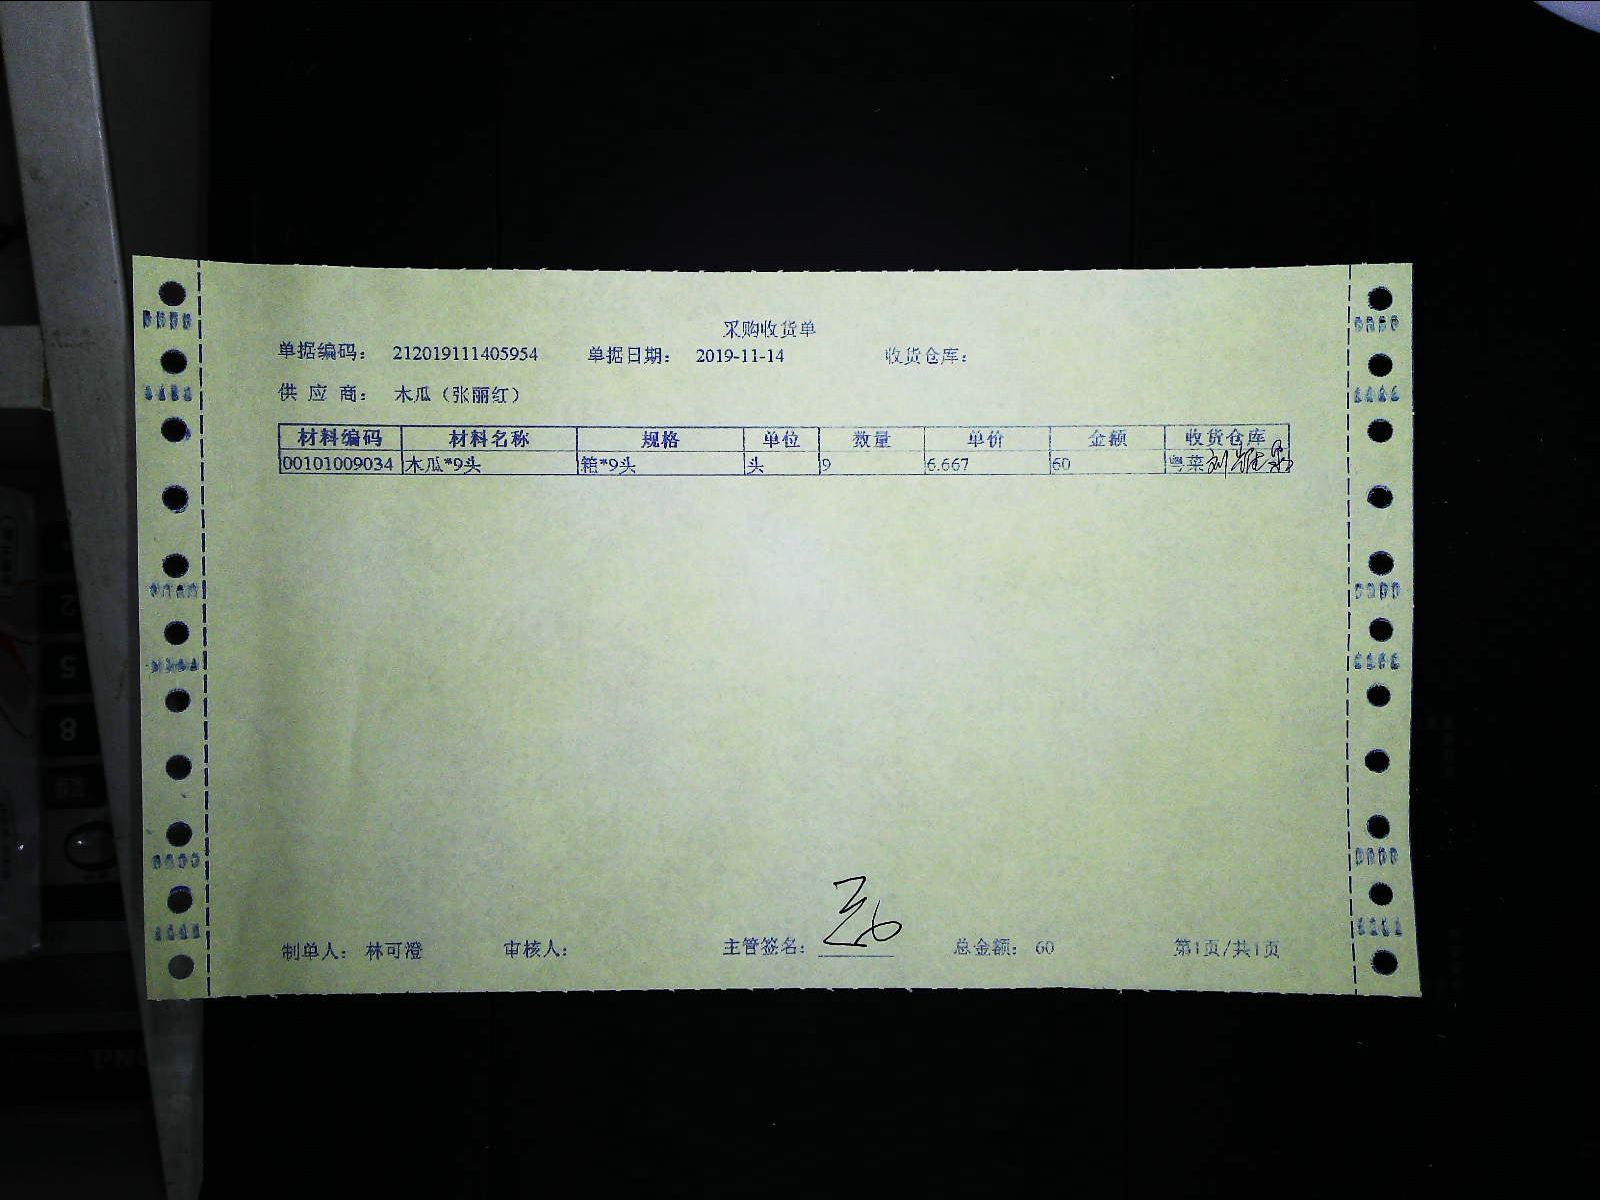 采购收货单
单据编码： 212019111405954 单据日期： 2019-11-14 收货仓库：
供 应 商： 木瓜（张丽红）
材料编码 材料名称 规格 单位 数量 单价 金额 收货仓库
00101009034 木瓜*9头 箱*9头 头 9 6.667 60 粤菜
制单人： 林可澄 审核人： 主管签名： 总金额： 60 第1页/共1页